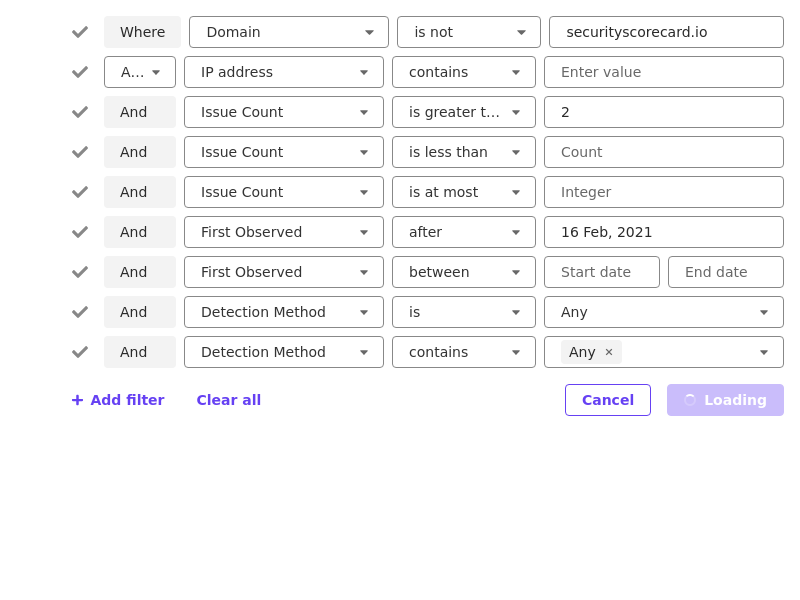 Where Domain is not securityscorecard.io
A... IP address contains Enter value
And Issue Count is greater t... 2
And Issue Count is less than Count
And Issue Count is at most Integer
And First Observed after 16 Feb, 2021
And First Observed between Start date End date
And Detection Method is Any
And Detection Method contains Any ×
+ Add filter Clear all Cancel Loading